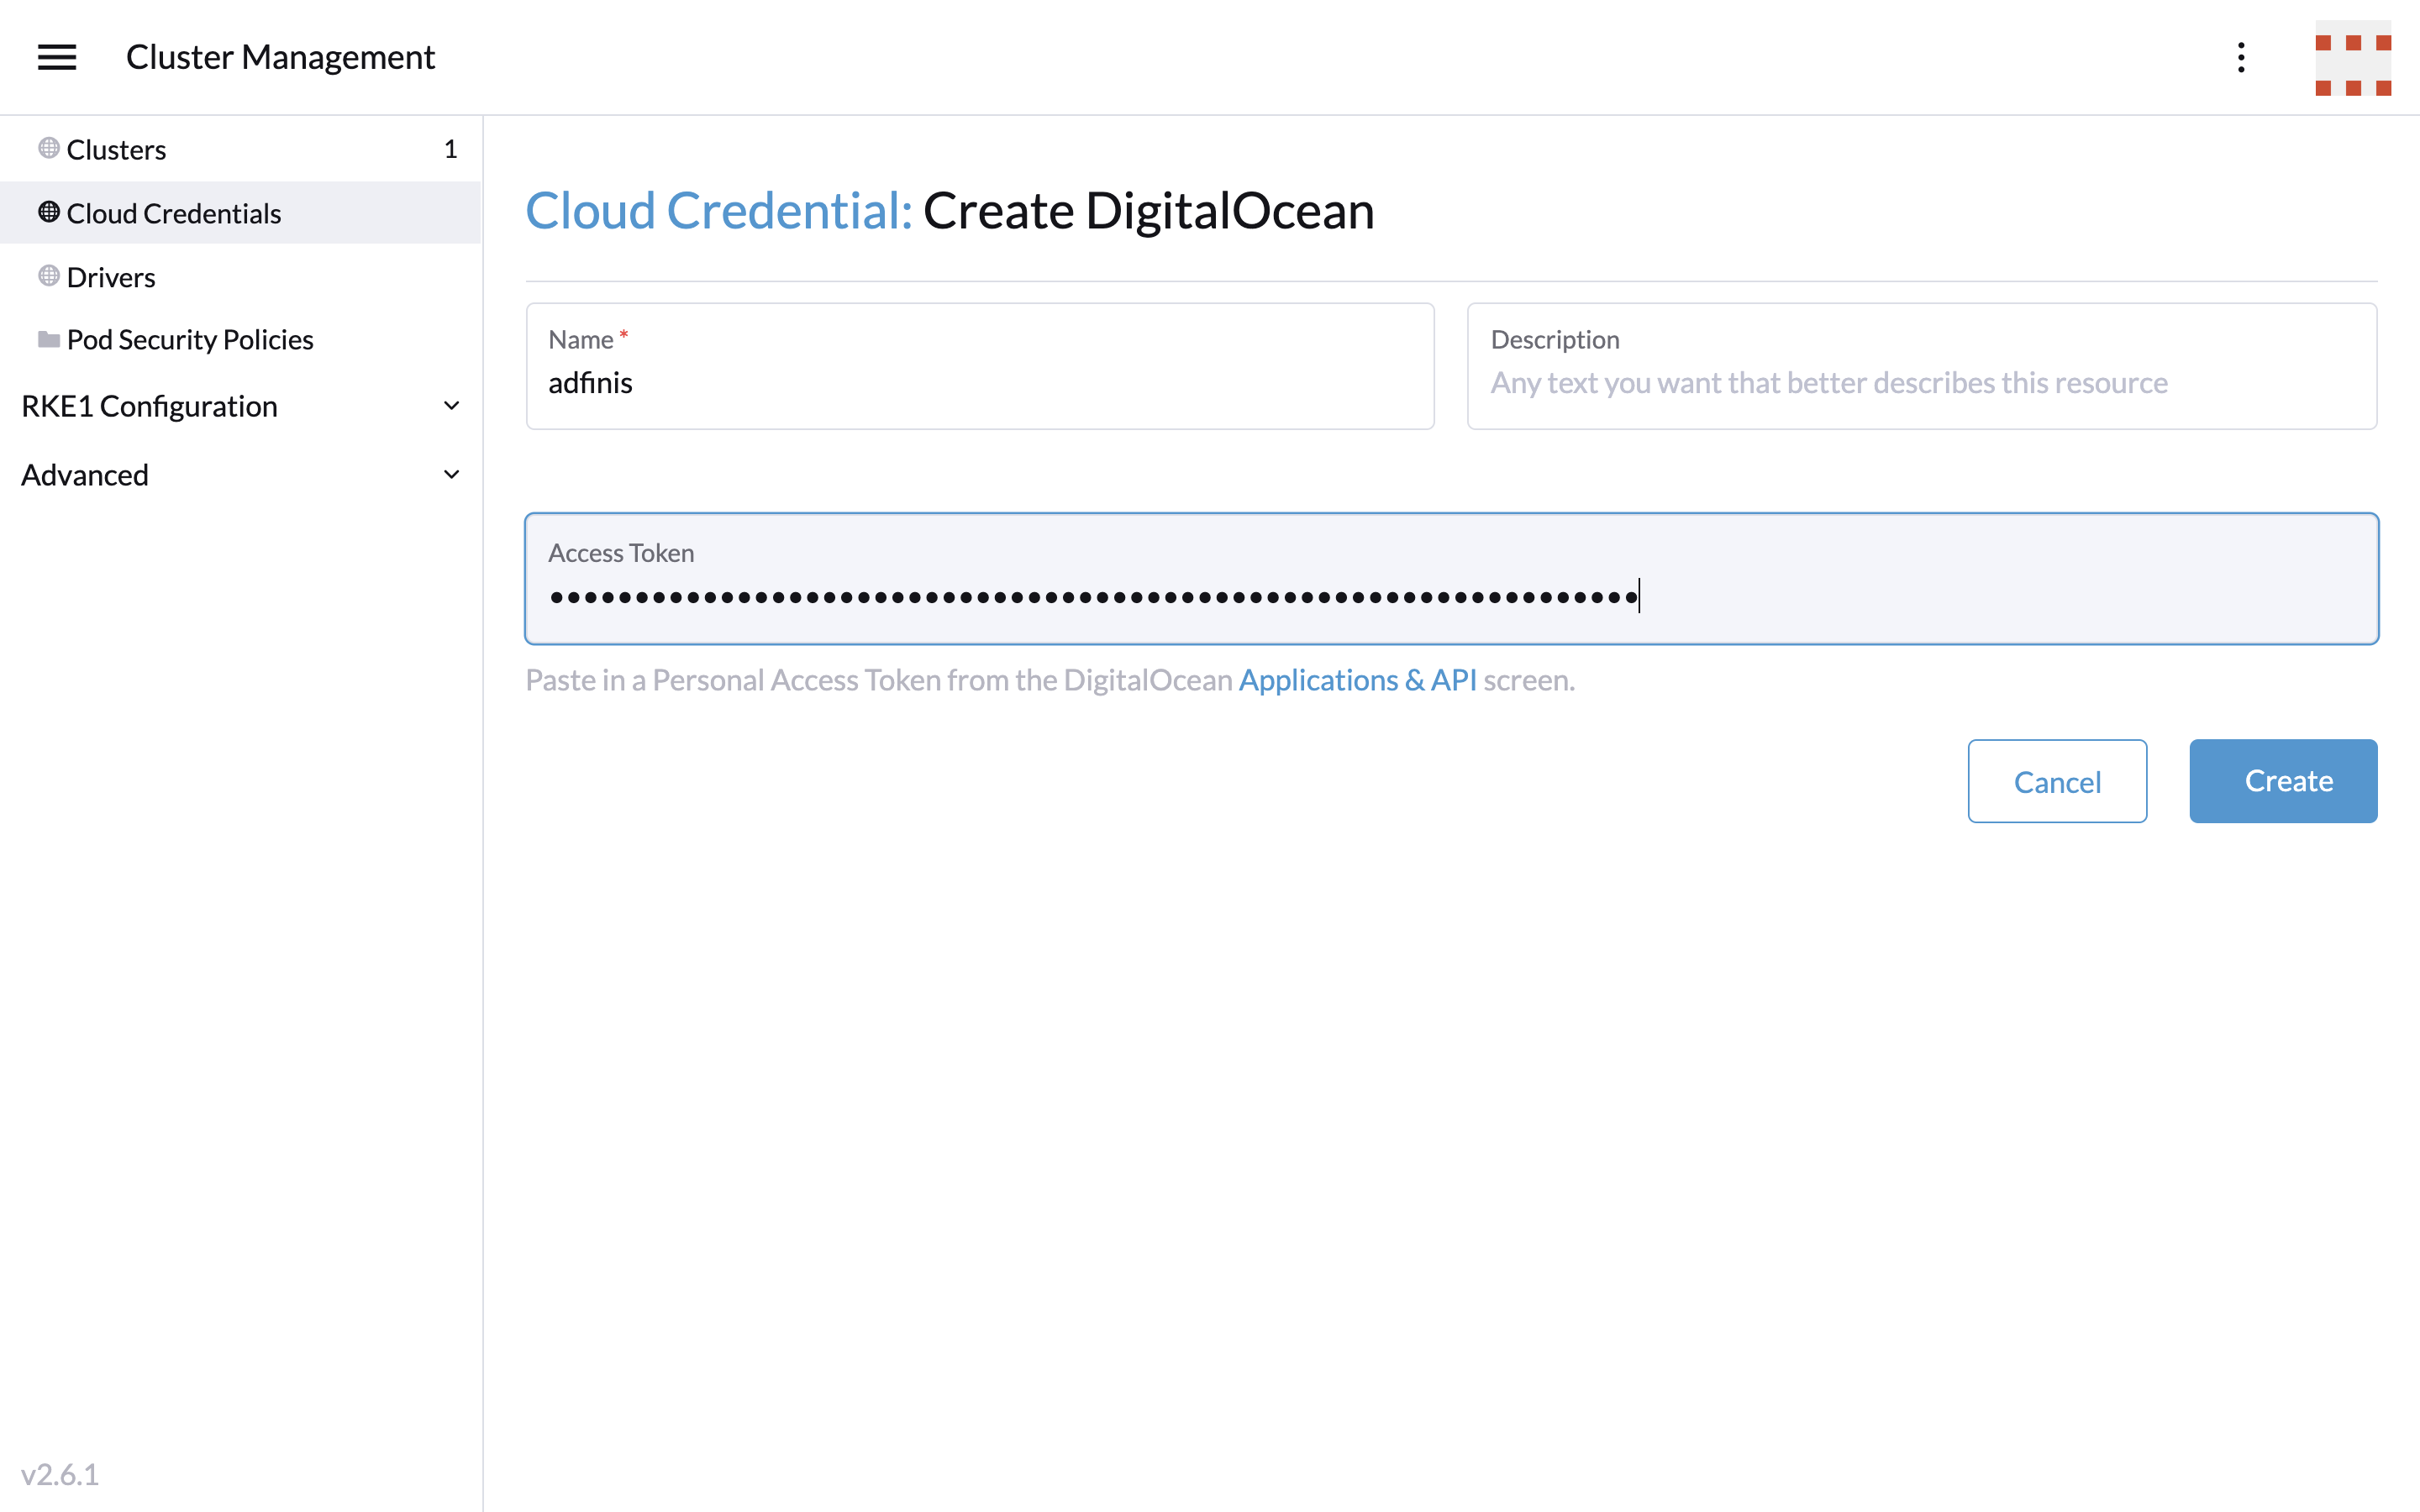 Cluster Management
Clusters 1
Cloud Credentials
Drivers
Pod Security Policies
RKE1 Configuration
Advanced
v2.6.1
Cloud Credential: Create DigitalOcean
Name *
adfinis
Description
Any text you want that better describes this resource
Access Token
Paste in a Personal Access Token from the DigitalOcean Applications & API screen.
Cancel
Create